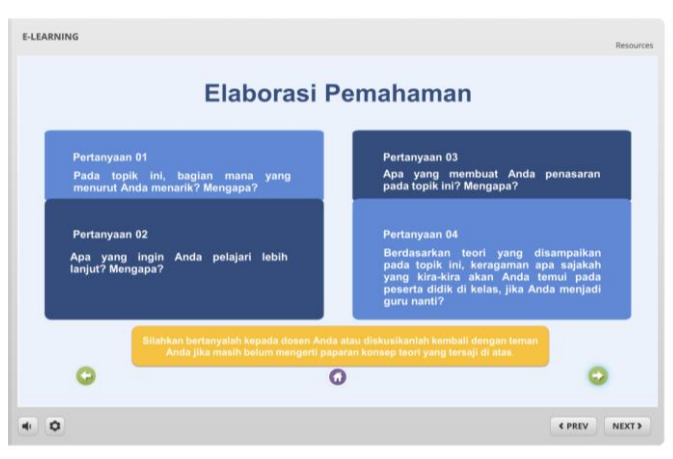 E-LEARNING
Resources
Elaborasi Pemahaman
Pertanyaan 01
Pada topik ini, bagian mana yang
menurut Anda menarik? Mengapa?
Pertanyaan 02
Apa yang ingin Anda pelajari lebih
lanjut? Mengapa?
Pertanyaan 03
Apa yang membuat Anda penasaran
pada topik ini? Mengapa?
Pertanyaan 04
Berdasarkan teori yang disampaikan
pada topik ini, keragaman apa sajakah
yang kira-kira akan Anda temui pada
peserta didik di kelas, jika Anda menjadi
guru nanti?
Silahkan bertanyalah kepada dosen Anda atau diskusikanlah kembali dengan teman
Anda jika masih belum mengerti paparan konsep teori yang tersaji di atas.
PREV
NEXT